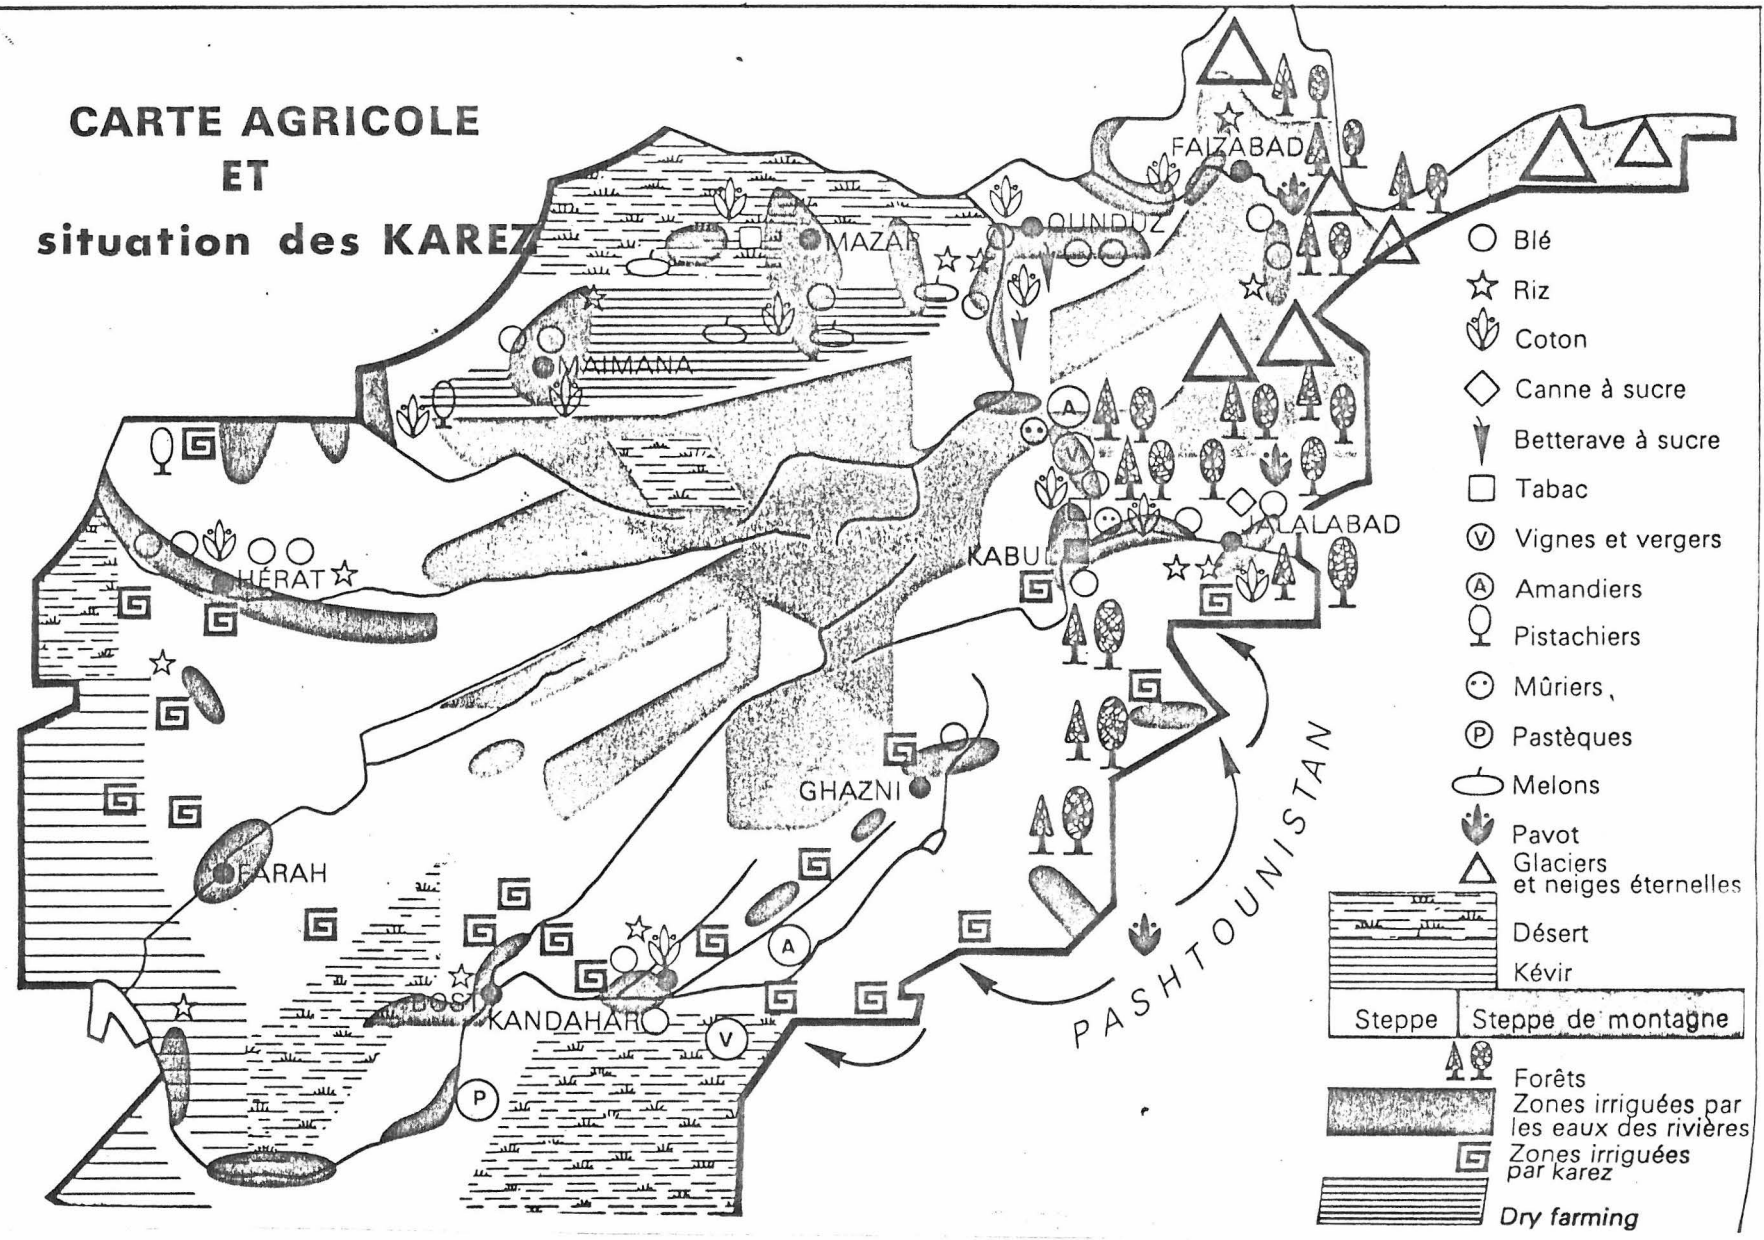 CARTE AGRICOLE
ET
situation des KAREZ
FAIZABAD
QUNDUZ
MAZAR
MAIMANA
A
V
JALALABAD
KABUL
HÉRAT
GHAZNI
FARAH
A
BOST
KANDAHAR
V
P
PASHTOUNISTAN
Blé
Riz
Coton
Canne à sucre
Betterave à sucre
Tabac
V Vignes et vergers
A Amandiers
Pistachiers
Mûriers
P Pastèques
Melons
Pavot
Glaciers
et neiges éternelles
Désert
Kévir
Steppe Steppe de montagne
Forêts
Zones irriguées par
les eaux des rivières
Zones irriguées
par karez
Dry farming